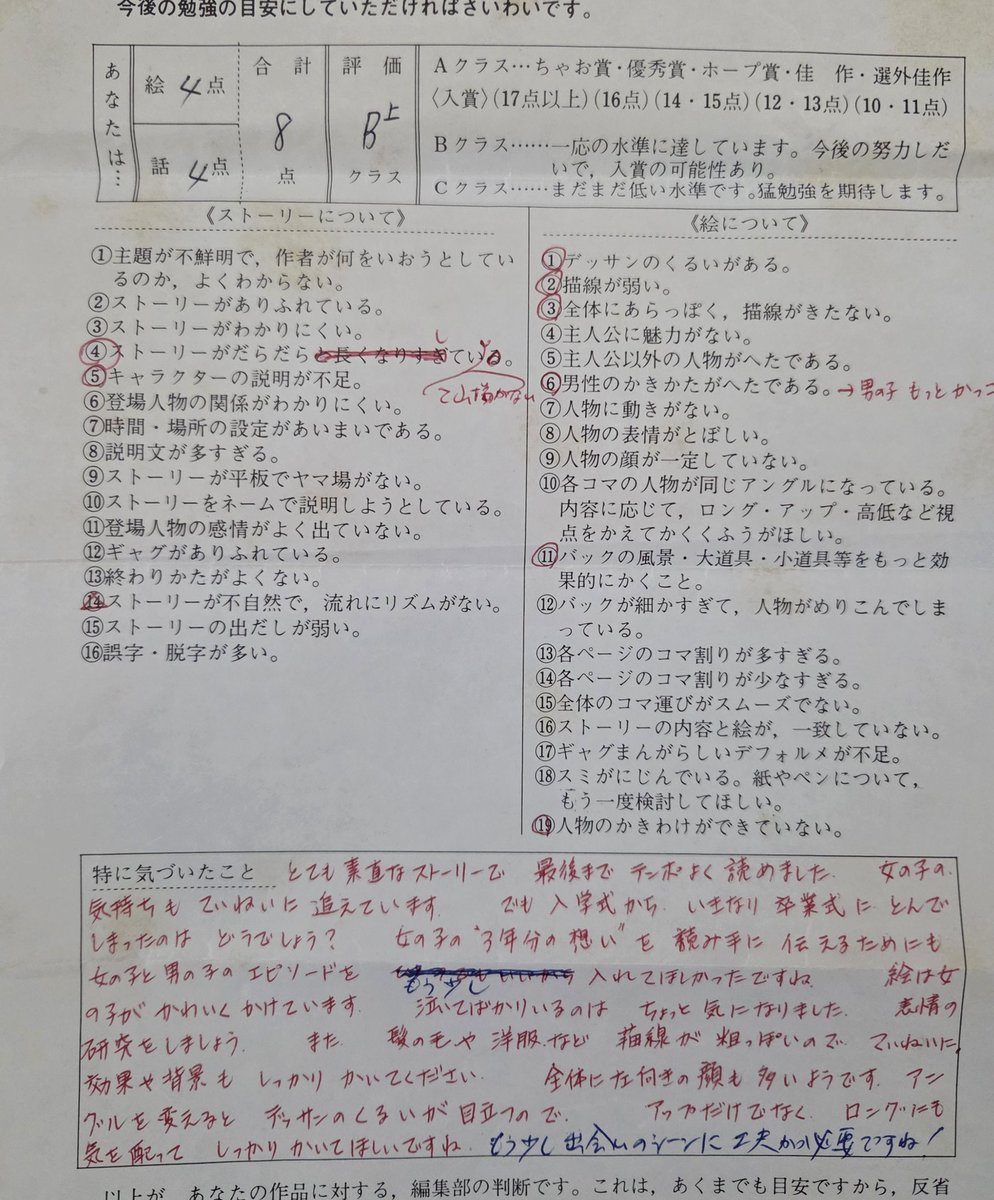 今後の勉強の目安にしていただければさいわいです。
あなたは…
絵 4点
話 4点
合計
8
点
評価
B上
クラス
Aクラス…ちゃお賞・優秀賞・ホープ賞・佳 作・選外佳作
〈入賞〉(17点以上)(16点)(14・15点)(12・13点)(10・11点)
Bクラス……一応の水準に達しています。今後の努力しだ
いで，入賞の可能性あり。
Cクラス……まだまだ低い水準です。猛勉強を期待します。
《ストーリーについて》
①主題が不鮮明で，作者が何をいおうとしてい
るのか，よくわからない。
②ストーリーがありふれている。
③ストーリーがわかりにくい。
④ストーリーがだらだらと長くなりすぎている。
し
て山場がない
⑤キャラクターの説明が不足。
⑥登場人物の関係がわかりにくい。
⑦時間・場所の設定があいまいである。
⑧説明文が多すぎる。
⑨ストーリーが平板でヤマ場がない。
⑩ストーリーをネームで説明しようとしている。
⑪登場人物の感情がよく出ていない。
⑫ギャグがありふれている。
⑬終わりかたがよくない。
⑭ストーリーが不自然で，流れにリズムがない。
⑮ストーリーの出だしが弱い。
⑯誤字・脱字が多い。
《絵について》
①デッサンのくるいがある。
②描線が弱い。
③全体にあらっぽく，描線がきたない。
④主人公に魅力がない。
⑤主人公以外の人物がへたである。
⑥男性のかきかたがへたである。→男の子 もっとかっこ
⑦人物に動きがない。
⑧人物の表情がとぼしい。
⑨人物の顔が一定していない。
⑩各コマの人物が同じアングルになっている。
内容に応じて，ロング・アップ・高低など視
点をかえてかくくふうがほしい。
⑪バックの風景・大道具・小道具等をもっと効
果的にかくこと。
⑫バックが細かすぎて，人物がめりこんでしま
っている。
⑬各ページのコマ割りが多すぎる。
⑭各ページのコマ割りが少なすぎる。
⑮全体のコマ運びがスムーズでない。
⑯ストーリーの内容と絵が，一致していない。
⑰ギャグまんがらしいデフォルメが不足。
⑱スミがにじんでいる。紙やペンについて，
もう一度検討してほしい。
⑲人物のかきわけができていない。
特に気づいたこと とても素直なストーリーで 最後まで テンポよく読めました。 女の子の
気持ちも ていねいに 追えています。 でも 入学式から いきなり 卒業式に とんで
しまったのは どうでしょう？ 女の子の“3年分の想い”を 読み手に 伝えるためにも
女の子と男の子の エピソードを もう少し 入れてほしかったですね。 絵は女
の子が かわいく かけています。 泣いてばかりいるのは ちょっと 気になりました。 表情の
研究をしましょう。 また、 髪の毛や 洋服など 描線が 粗っぽいので ていねいに。
効果や背景も しっかり かいてください。 全体に左向きの顔も 多いようです。アン
グルを変えると デッサンのくるいが目立つので、 アップだけでなく、 ロングにも
気を配って しっかり かいてほしいですね。もう少し 出会いのシーンに 工夫が必要ですね！
以上が，あなたの作品に対する，編集部の判断です。これは，あくまでも目安ですから，反省